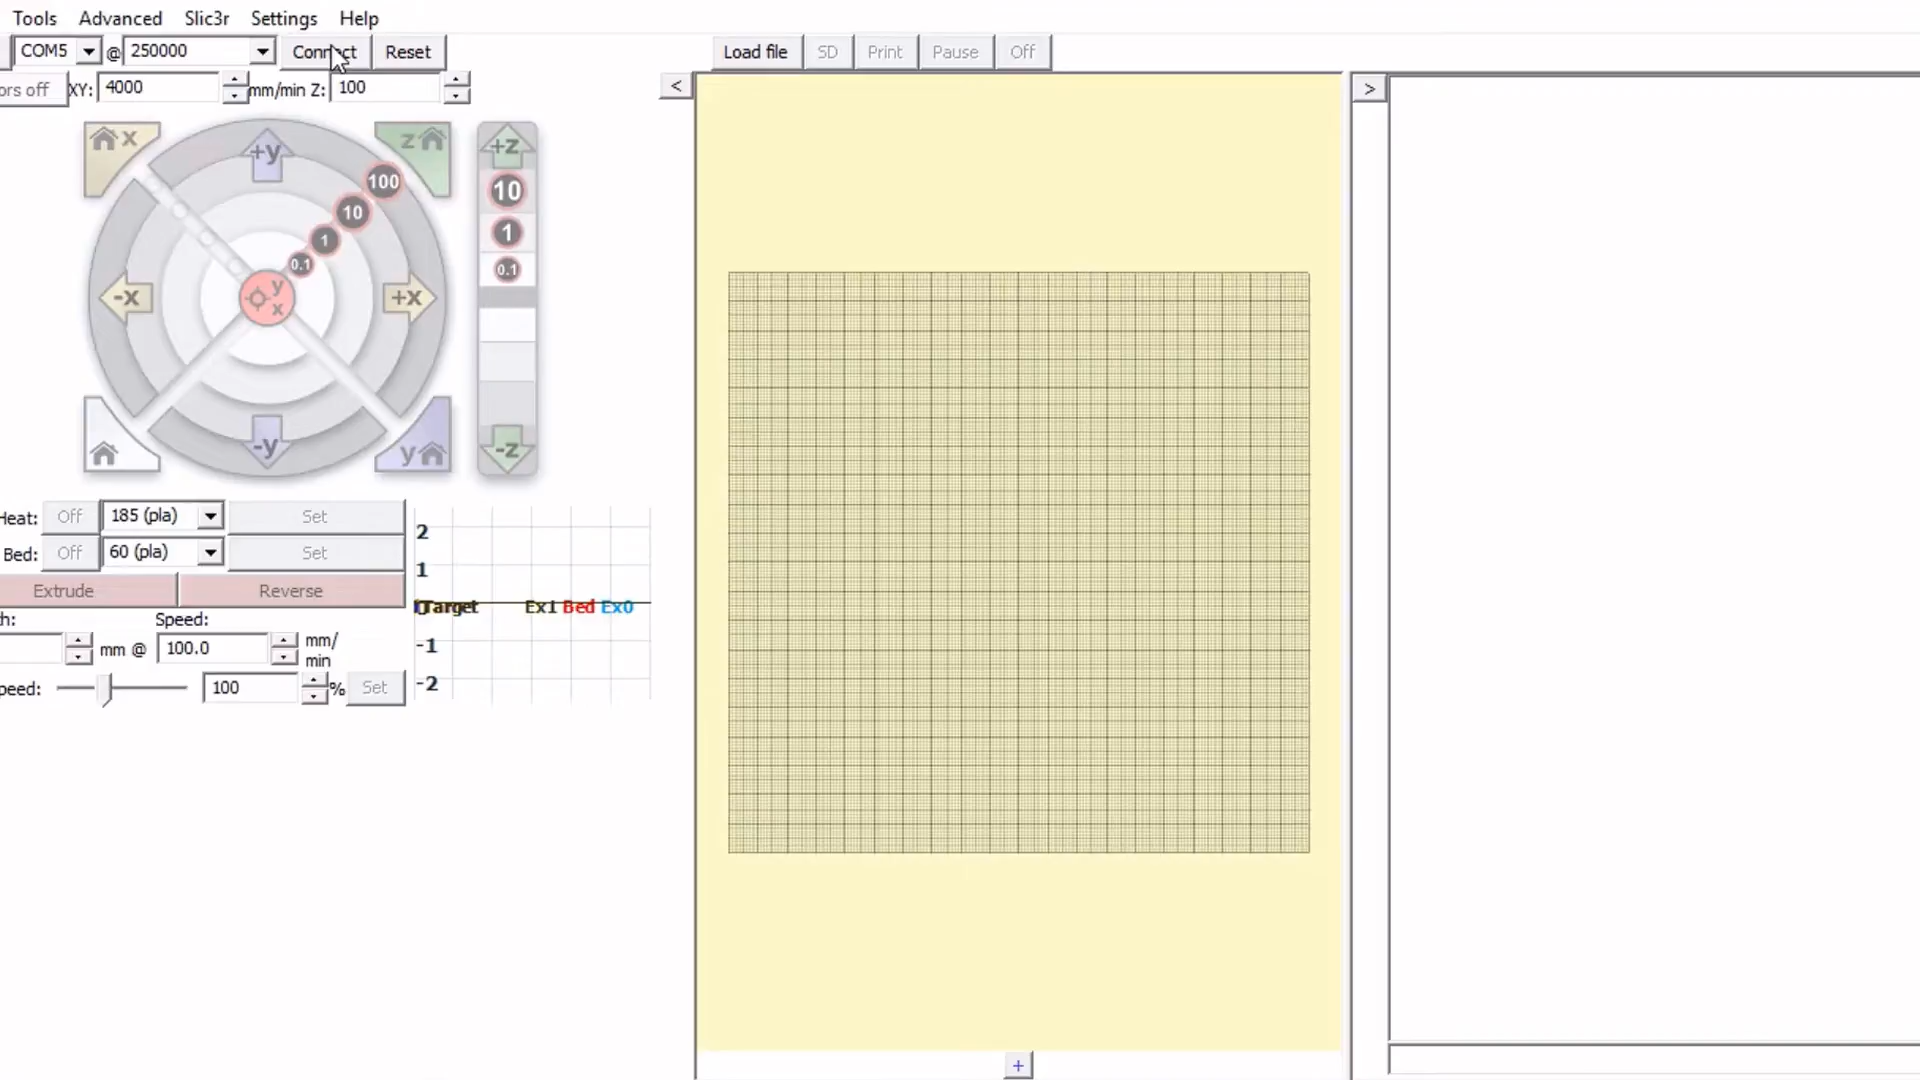 Tools Advanced Slic3r Settings Help
COM5 @ 250000 Connect Reset Load file SD Print Pause Off
ors off XY: 4000 mm/min Z: 100 < >
x +y z +z
100 10
10
1 1
0.1 0.1
-x y x +x
-y y -z
Heat: Off 185 (pla) Set
Bed: Off 60 (pla) Set
Extrude Reverse
2
1
Target Ex1 Bed Ex0
-1
-2
h: Speed:
mm @ 100.0 mm/
min
peed: 100 % Set
+